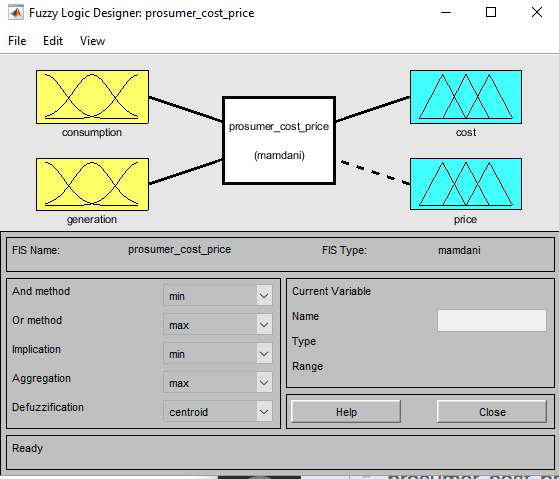 Fuzzy Logic Designer: prosumer_cost_price
File Edit View
consumption
generation
prosumer_cost_price
(mamdani)
cost
price
FIS Name: prosumer_cost_price FIS Type: mamdani
And method min
Or method max
Implication min
Aggregation max
Defuzzification centroid
Current Variable
Name
Type
Range
Help Close
Ready